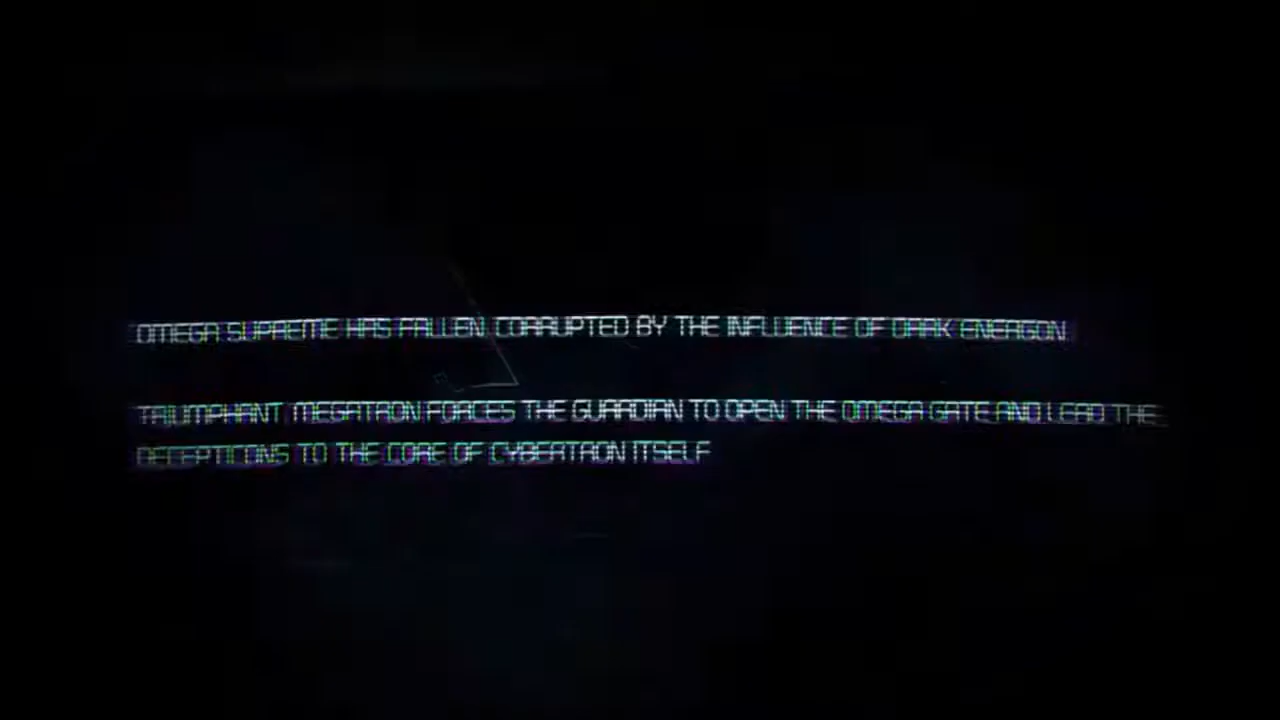 OMEGA SUPREME HAS FALLEN, CORRUPTED BY THE INFLUENCE OF DARK ENERGON.
TRIUMPHANT MEGATRON FORCES THE GUARDIAN TO OPEN THE OMEGA GATE AND LEAD THE
DECEPTICONS TO THE CORE OF CYBERTRON ITSELF